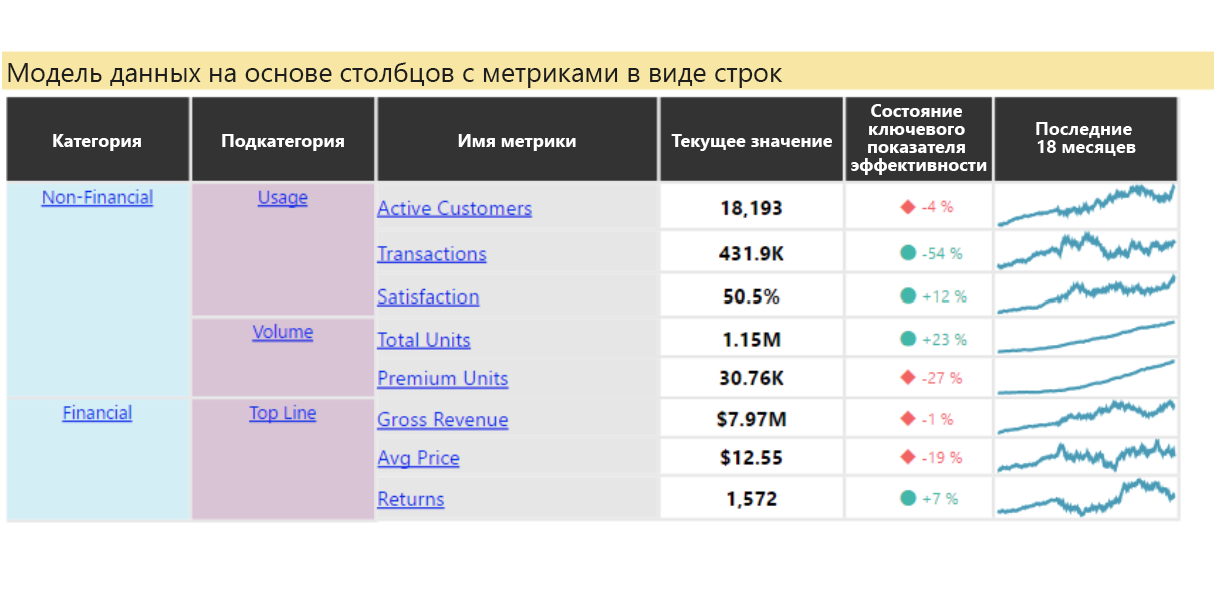 Модель данных на основе столбцов с метриками в виде строк
Категория Подкатегория Имя метрики Текущее значение Состояние ключевого показателя эффективности Последние 18 месяцев
Non-Financial Usage Active Customers 18,193 -4 %
Transactions 431.9K -54 %
Satisfaction 50.5% +12 %
Volume Total Units 1.15M +23 %
Premium Units 30.76K -27 %
Financial Top Line Gross Revenue $7.97M -1 %
Avg Price $12.55 -19 %
Returns 1,572 +7 %